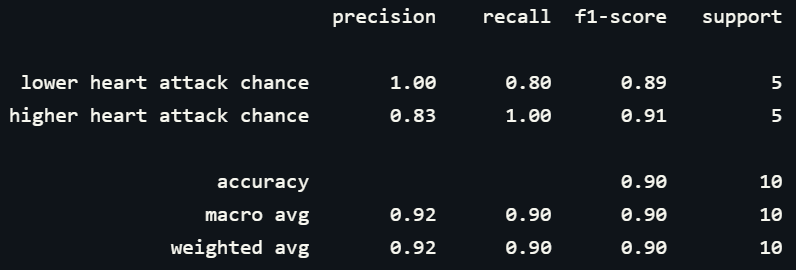 precision recall f1-score support
lower heart attack chance 1.00 0.80 0.89 5
higher heart attack chance 0.83 1.00 0.91 5
accuracy 0.90 10
macro avg 0.92 0.90 0.90 10
weighted avg 0.92 0.90 0.90 10